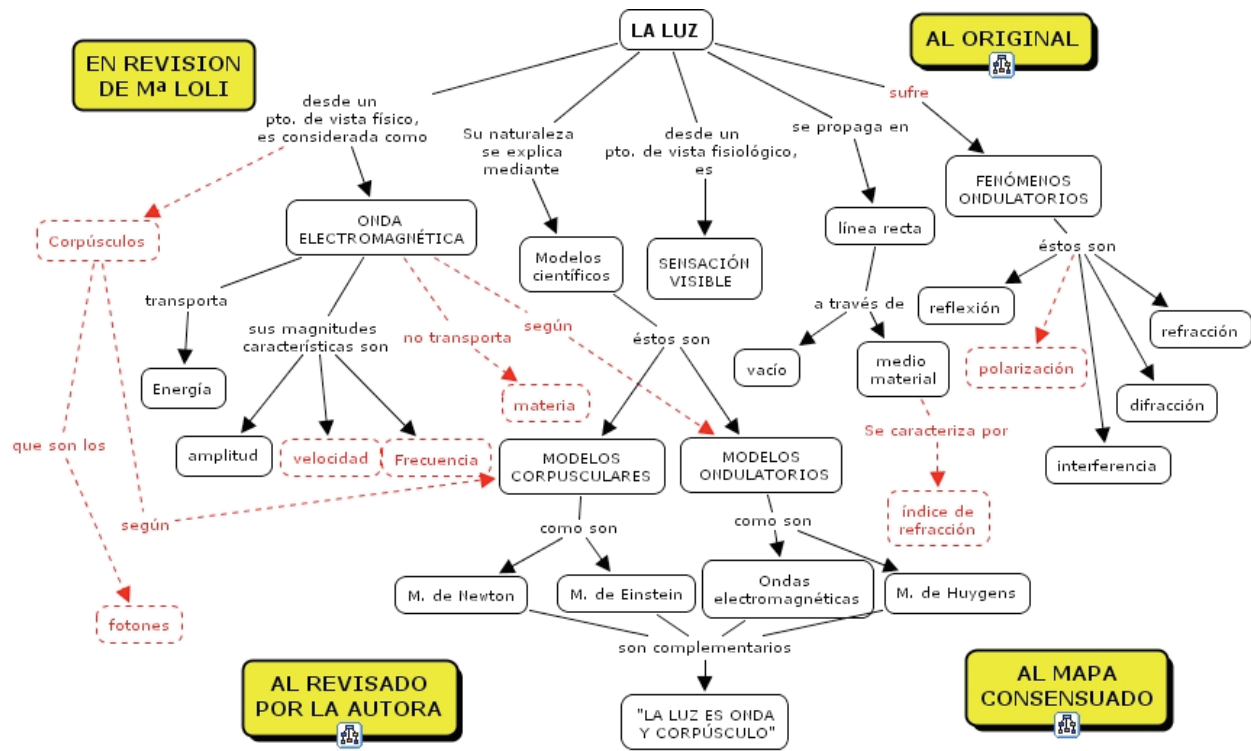 LA LUZ
EN REVISION
DE Mª LOLI
AL ORIGINAL
desde un
pto. de vista físico,
es considerada como
Su naturaleza
se explica
mediante
desde un
pto. de vista fisiológico,
es
se propaga en
sufre
Corpúsculos
ONDA
ELECTROMAGNÉTICA
Modelos
científicos
SENSACIÓN
VISIBLE
línea recta
FENÓMENOS
ONDULATORIOS
éstos son
transporta
sus magnitudes
características son
no transporta
según
éstos son
a través de
reflexión
refracción
polarización
difracción
interferencia
Energía
amplitud
velocidad
Frecuencia
materia
vacío
medio
material
Se caracteriza por
índice de
refracción
que son los
según
fotones
MODELOS
CORPUSCULARES
MODELOS
ONDULATORIOS
como son
como son
M. de Newton
M. de Einstein
Ondas
electromagnéticas
M. de Huygens
son complementarios
"LA LUZ ES ONDA
Y CORPÚSCULO"
AL REVISADO
POR LA AUTORA
AL MAPA
CONSENSUADO